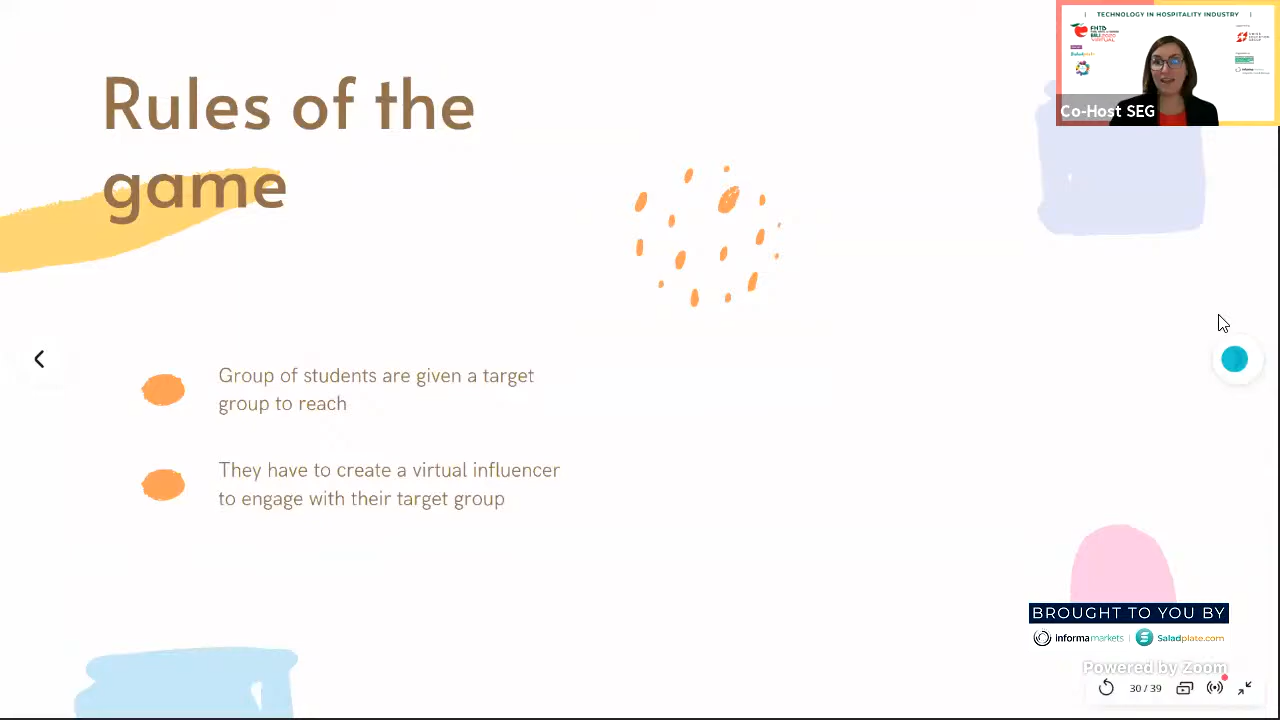 | TECHNOLOGY IN HOSPITALITY INDUSTRY |
FHTB
Co-Host SEG
Rules of the
game
Group of students are given a target
group to reach
They have to create a virtual influencer
to engage with their target group
BROUGHT TO YOU BY
informamarkets | Saladplate.com
Powered by Zoom
30 / 39